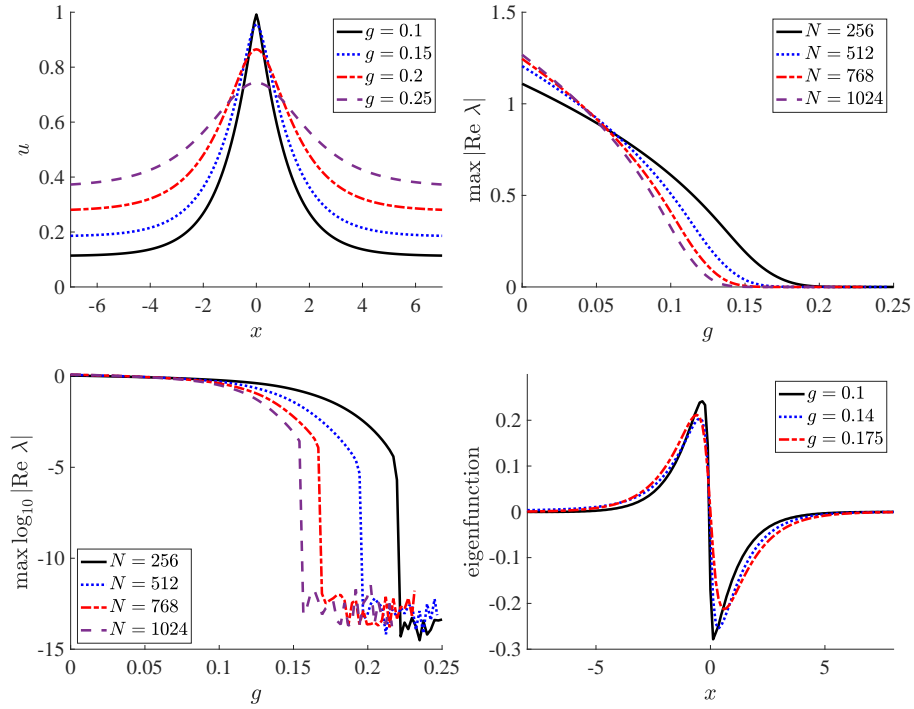 1
0.8
0.6
0.4
0.2
0
u
-6
-4
-2
0
2
4
6
x
g = 0.1
g = 0.15
g = 0.2
g = 0.25
1.5
1
0.5
0
max |Re λ|
0
0.05
0.1
0.15
0.2
0.25
g
N = 256
N = 512
N = 768
N = 1024
0
-5
-10
-15
max log₁₀ |Re λ|
0
0.05
0.1
0.15
0.2
0.25
g
N = 256
N = 512
N = 768
N = 1024
0.2
0.1
0
-0.1
-0.2
-0.3
eigenfunction
-5
0
5
x
g = 0.1
g = 0.14
g = 0.175